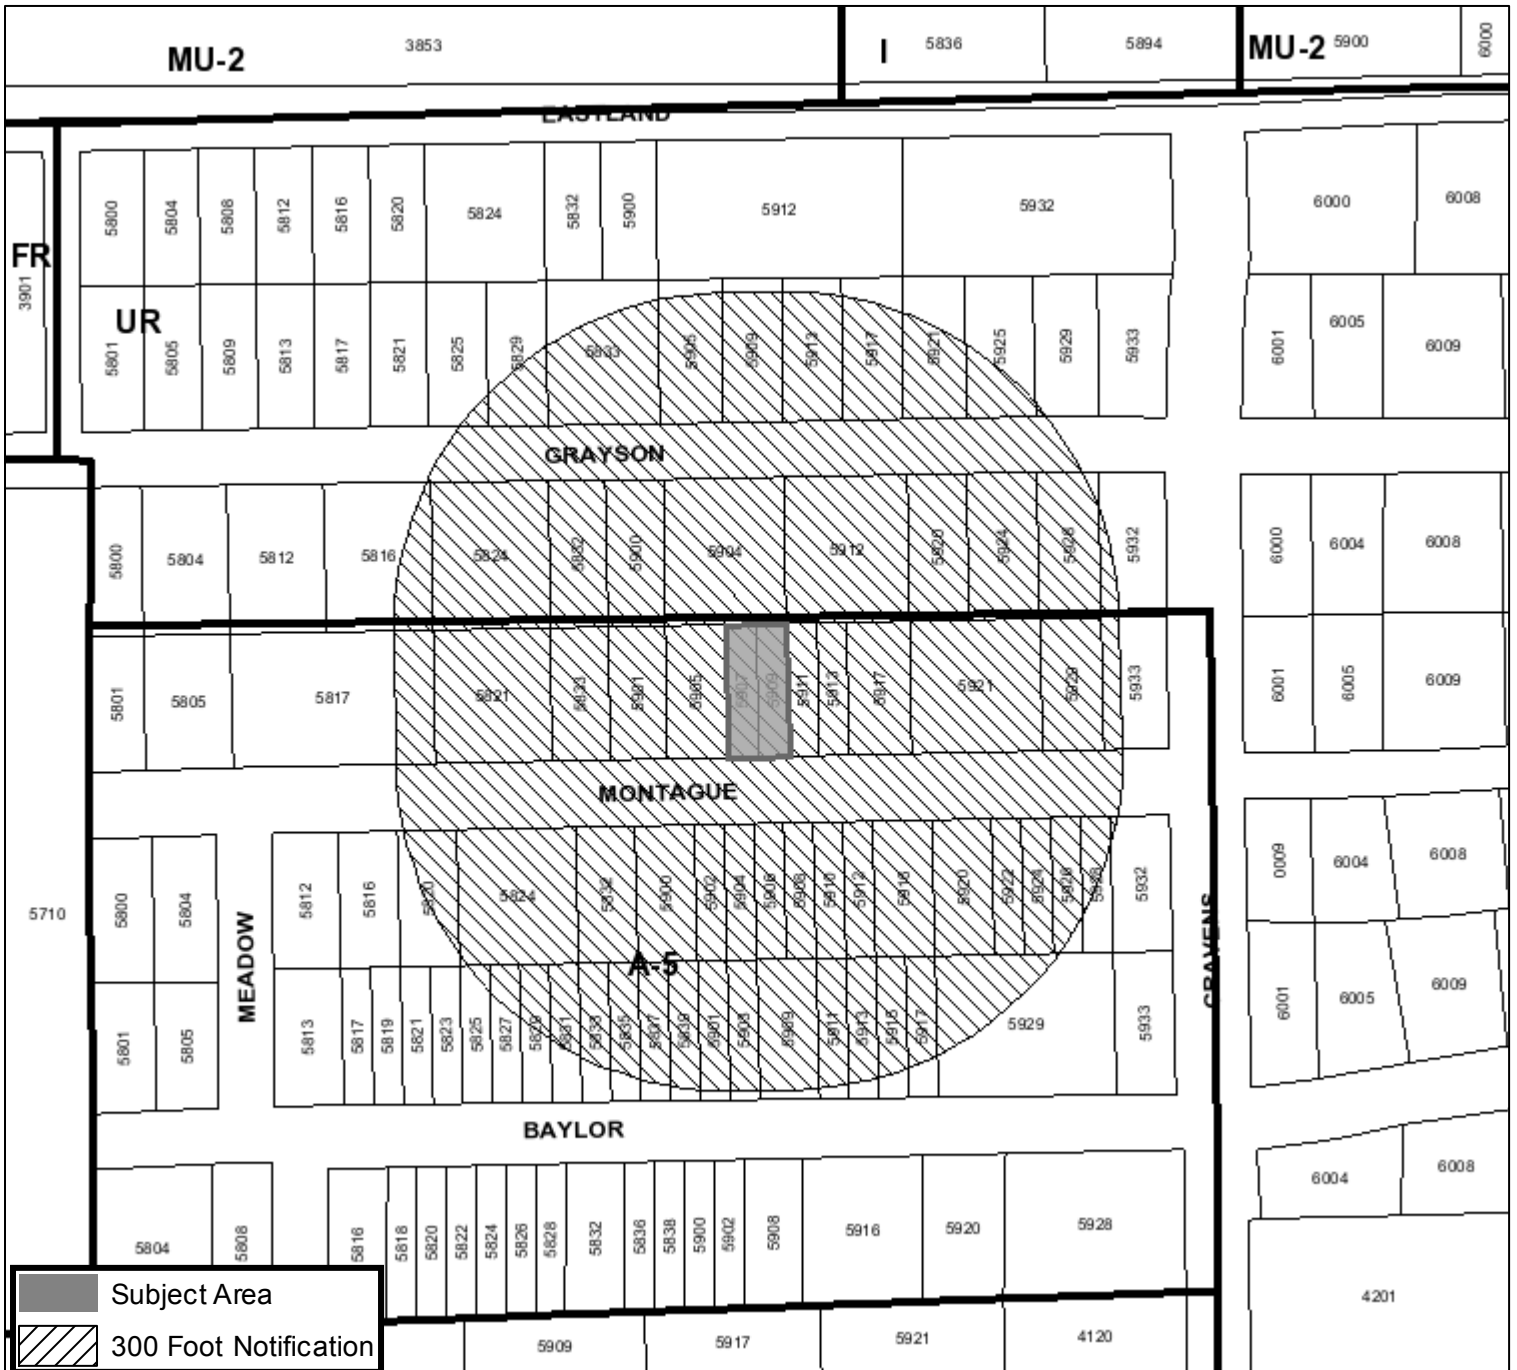 MU-2 3853 I 5836 5894 MU-2 5900 6000
EASTLAND
5800 5804 5808 5812 5816 5820 5824 5832 5900 5912 5932 6000 6008
FR 3901
UR
5801 5805 5809 5813 5817 5821 5825 5829 5833 5905 5909 5913 5917 5921 5925 5929 5933 6001 6005 6009
GRAYSON
5800 5804 5812 5816 5824 5832 5900 5904 5912 5920 5924 5928 5932 6000 6004 6008
5801 5805 5817 5821 5833 5901 5905 5907 5909 5911 5913 5917 5921 5929 5933 6001 6005 6009
MONTAGUE
5710 5800 5804 5812 5816 5820 5824 5832 5900 5902 5904 5906 5908 5910 5912 5916 5920 5922 5924 5926 5928 5932 6000 6004 6008
MEADOW
A-5
CRAVENS
5801 5805 5813 5817 5819 5821 5823 5825 5827 5829 5831 5833 5835 5837 5839 5901 5903 5909 5911 5913 5915 5917 5929 5933 6001 6005 6009
BAYLOR
6004 6008
5804 5808 5816 5818 5820 5822 5824 5826 5828 5832 5836 5838 5900 5902 5908 5916 5920 5928
4201
5909 5917 5921 4120
Subject Area
300 Foot Notification